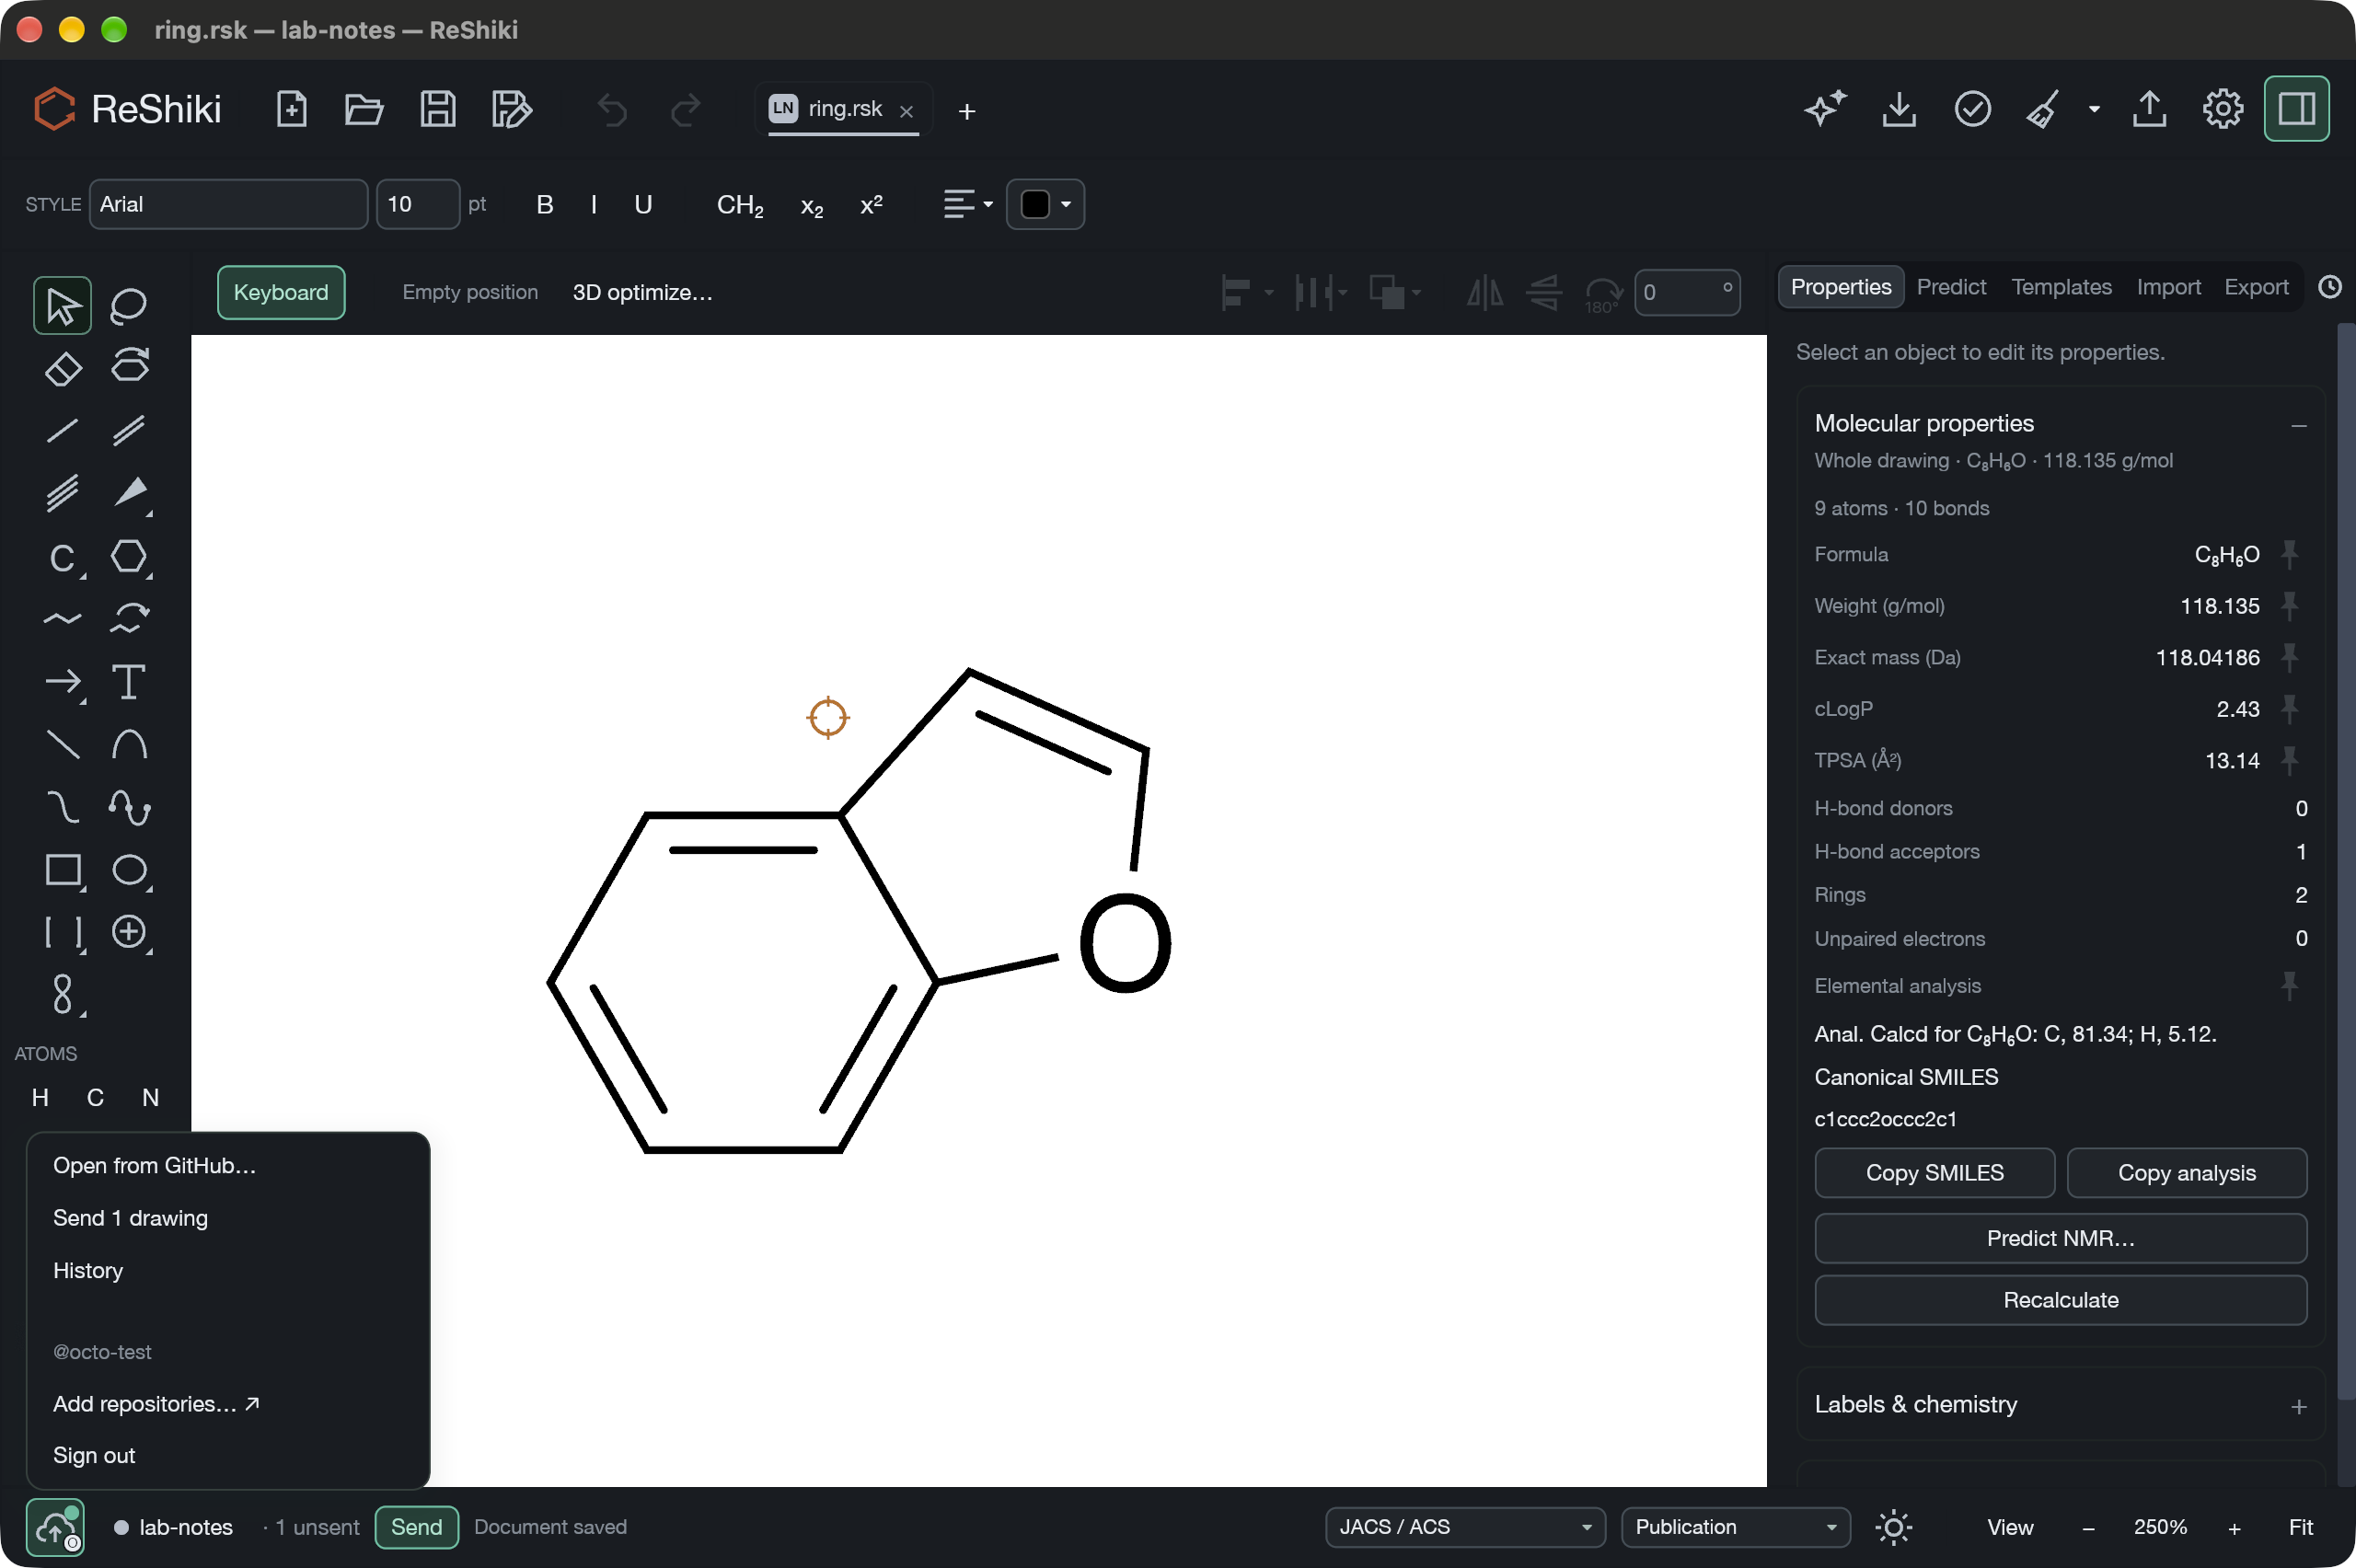 ring.rsk — lab-notes — ReShiki
ReShiki
LN ring.rsk × +
STYLE Arial 10 pt B I U CH₂ x₂ x²
Keyboard Empty position 3D optimize… 180° 0 °
Properties Predict Templates Import Export
Select an object to edit its properties.
Molecular properties −
Whole drawing · C₈H₆O · 118.135 g/mol
9 atoms · 10 bonds
Formula C₈H₆O
Weight (g/mol) 118.135
Exact mass (Da) 118.04186
cLogP 2.43
TPSA (Å²) 13.14
H-bond donors 0
H-bond acceptors 1
Rings 2
Unpaired electrons 0
Elemental analysis
Anal. Calcd for C₈H₆O: C, 81.34; H, 5.12.
Canonical SMILES
c1ccc2occc2c1
Copy SMILES Copy analysis
Predict NMR…
Recalculate
Labels & chemistry +
C
T
O
ATOMS
H C N
Open from GitHub…
Send 1 drawing
History
@octo-test
Add repositories… ↗
Sign out
lab-notes · 1 unsent Send Document saved
JACS / ACS Publication View − 250% + Fit